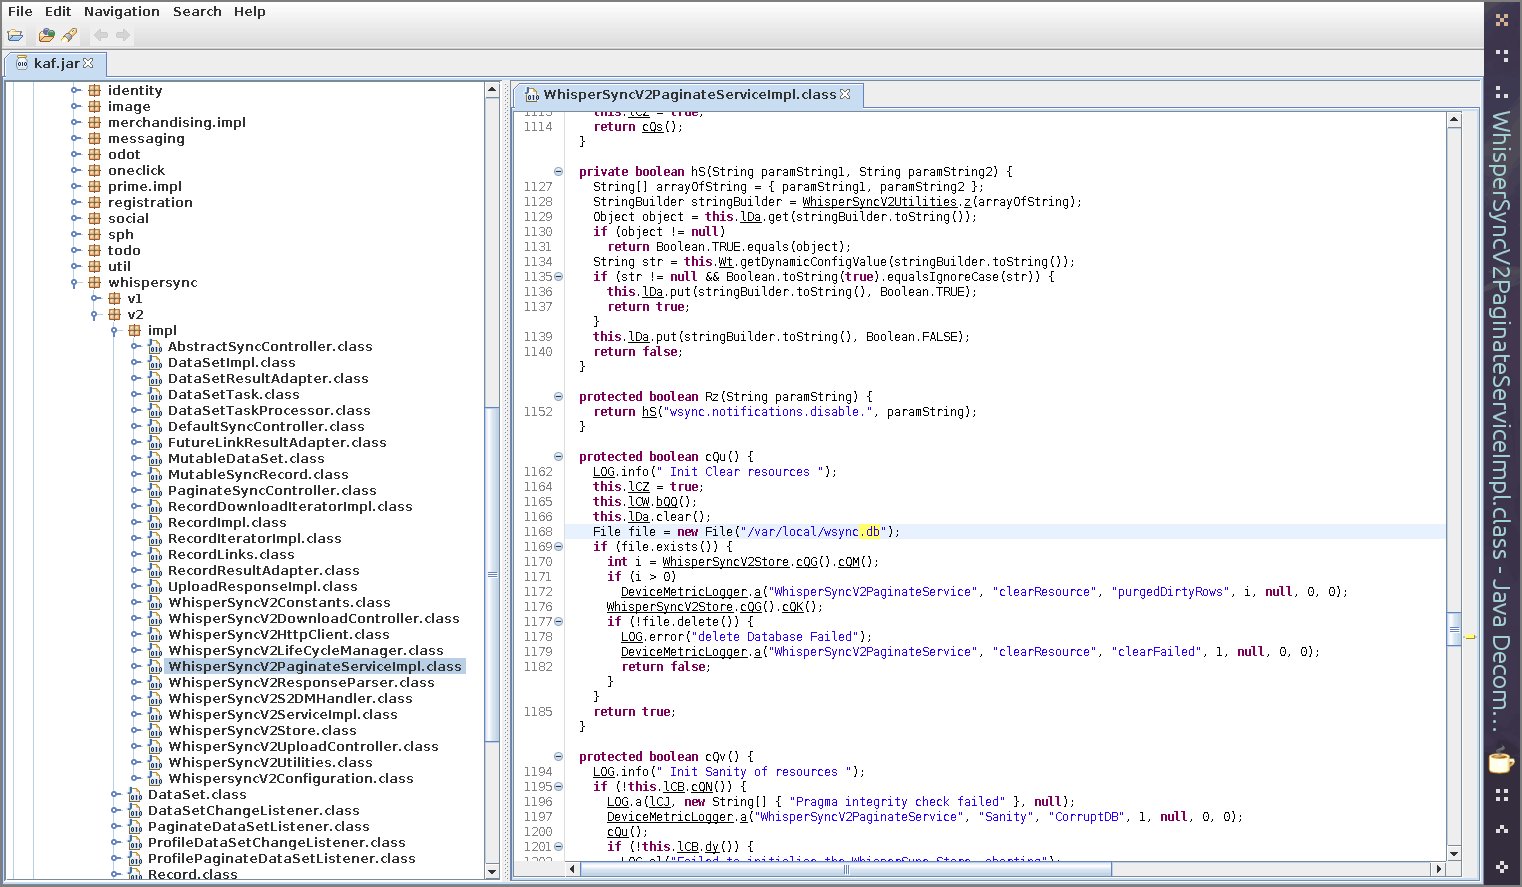 File Edit Navigation Search Help
kaf.jar
identity
image
merchandising.impl
messaging
odot
oneclick
prime.impl
registration
social
sph
todo
util
whispersync
v1
v2
impl
AbstractSyncController.class
DataSetImpl.class
DataSetResultAdapter.class
DataSetTask.class
DataSetTaskProcessor.class
DefaultSyncController.class
FutureLinkResultAdapter.class
MutableDataSet.class
MutableSyncRecord.class
PaginateSyncController.class
RecordDownloadIteratorImpl.class
RecordImpl.class
RecordIteratorImpl.class
RecordLinks.class
RecordResultAdapter.class
UploadResponseImpl.class
WhisperSyncV2Constants.class
WhisperSyncV2DownloadController.class
WhisperSyncV2HttpClient.class
WhisperSyncV2LifeCycleManager.class
WhisperSyncV2PaginateServiceImpl.class
WhisperSyncV2ResponseParser.class
WhisperSyncV2S2DMHandler.class
WhisperSyncV2ServiceImpl.class
WhisperSyncV2Store.class
WhisperSyncV2UploadController.class
WhisperSyncV2Utilities.class
WhispersyncV2Configuration.class
DataSet.class
DataSetChangeListener.class
PaginateDataSetListener.class
ProfileDataSetChangeListener.class
ProfilePaginateDataSetListener.class
Record.class
WhisperSyncV2PaginateServiceImpl.class
1113 this.lCZ = true;
1114 return cQs();
}
private boolean hS(String paramString1, String paramString2) {
1127 String[] arrayOfString = { paramString1, paramString2 };
1128 StringBuilder stringBuilder = WhisperSyncV2Utilities.z(arrayOfString);
1129 Object object = this.lDa.get(stringBuilder.toString());
1130 if (object != null)
1131 return Boolean.TRUE.equals(object);
1134 String str = this.Wt.getDynamicConfigValue(stringBuilder.toString());
1135 if (str != null && Boolean.toString(true).equalsIgnoreCase(str)) {
1136 this.lDa.put(stringBuilder.toString(), Boolean.TRUE);
1137 return true;
}
1139 this.lDa.put(stringBuilder.toString(), Boolean.FALSE);
1140 return false;
}
protected boolean Rz(String paramString) {
1152 return hS("wsync.notifications.disable.", paramString);
}
protected boolean cQu() {
1162 LOG.info(" Init Clear resources ");
1164 this.lCZ = true;
1165 this.lCW.bQQ();
1166 this.lDa.clear();
1168 File file = new File("/var/local/wsync.db");
1169 if (file.exists()) {
1170 int i = WhisperSyncV2Store.cQG().cQM();
1171 if (i > 0)
1172 DeviceMetricLogger.a("WhisperSyncV2PaginateService", "clearResource", "purgedDirtyRows", i, null, 0, 0);
1176 WhisperSyncV2Store.cQG().cQK();
1177 if (!file.delete()) {
1178 LOG.error("delete Database Failed");
1179 DeviceMetricLogger.a("WhisperSyncV2PaginateService", "clearResource", "clearFailed", 1, null, 0, 0);
1182 return false;
}
}
1185 return true;
}
protected boolean cQv() {
1194 LOG.info(" Init Sanity of resources ");
1195 if (!this.lCB.cQN()) {
1196 LOG.a(lCJ, new String[] { "Pragma integrity check failed" }, null);
1197 DeviceMetricLogger.a("WhisperSyncV2PaginateService", "Sanity", "CorruptDB", 1, null, 0, 0);
1200 cQu();
1201 if (!this.lCB.dy()) {
WhisperSyncV2PaginateServiceImpl.class - Java Decom...